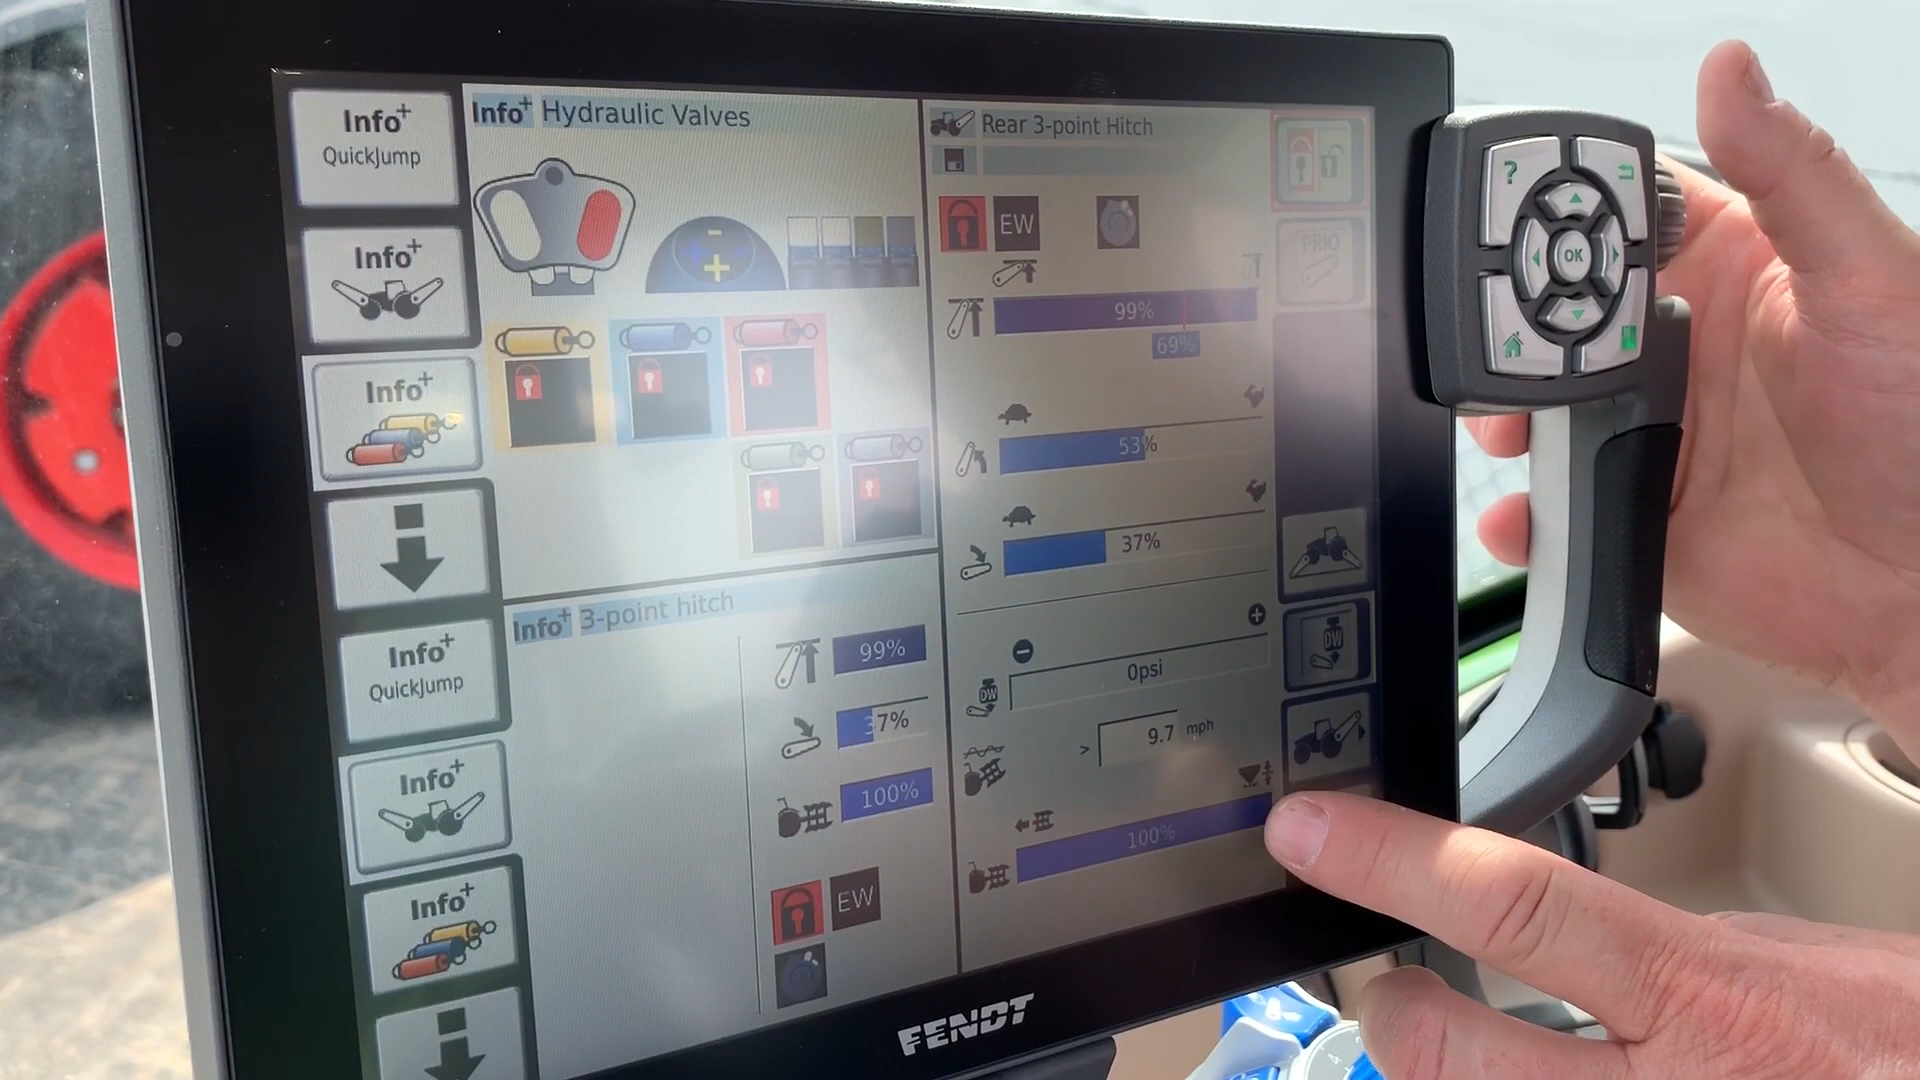 Info+
QuickJump
Info+
Info+
Info+
QuickJump
Info+
Info+
Info+ Hydraulic Valves
Info+ 3-point hitch
99%
37%
100%
EW
Rear 3-point Hitch
EW
99%
69%
53%
37%
DW
0psi
> 9.7 mph
100%
PRIO
DW
FENDT
?
OK